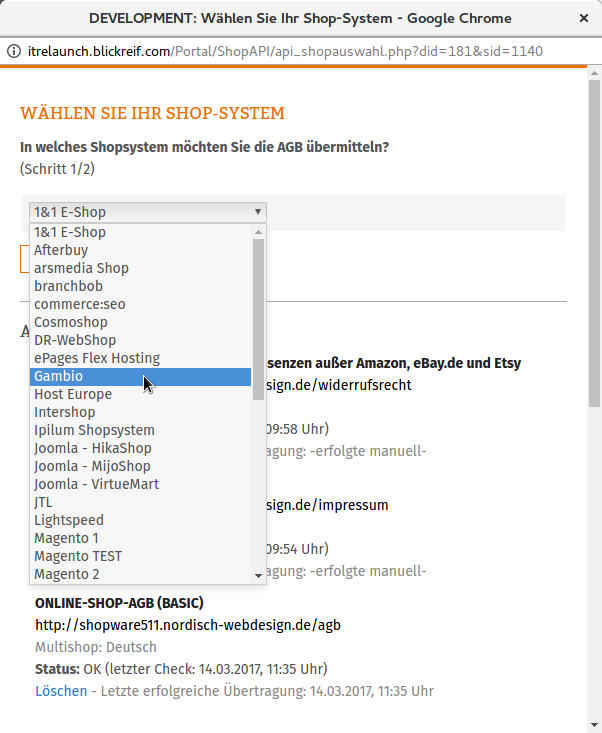 DEVELOPMENT: Wählen Sie Ihr Shop-System - Google Chrome
itrelaunch.blickreif.com/Portal/ShopAPI/api_shopauswahl.php?did=181&sid=1140
WÄHLEN SIE IHR SHOP-SYSTEM
In welches Shopsystem möchten Sie die AGB übermitteln?
(Schritt 1/2)
1&1 E-Shop
1&1 E-Shop
Afterbuy
arsmedia Shop
branchbob
commerce:seo
Cosmoshop
DR-WebShop
ePages Flex Hosting
Gambio
Host Europe
Intershop
Ipilum Shopsystem
Joomla - HikaShop
Joomla - MijoShop
Joomla - VirtueMart
JTL
Lightspeed
Magento 1
Magento TEST
Magento 2
außer Amazon, eBay.de und Etsy
sign.de/widerrufsrecht
09:58 Uhr)
agung: -erfolgte manuell-
sign.de/impressum
09:54 Uhr)
agung: -erfolgte manuell-
ONLINE-SHOP-AGB (BASIC)
http://shopware511.nordisch-webdesign.de/agb
Multishop: Deutsch
Status: OK (letzter Check: 14.03.2017, 11:35 Uhr)
Löschen - Letzte erfolgreiche Übertragung: 14.03.2017, 11:35 Uhr